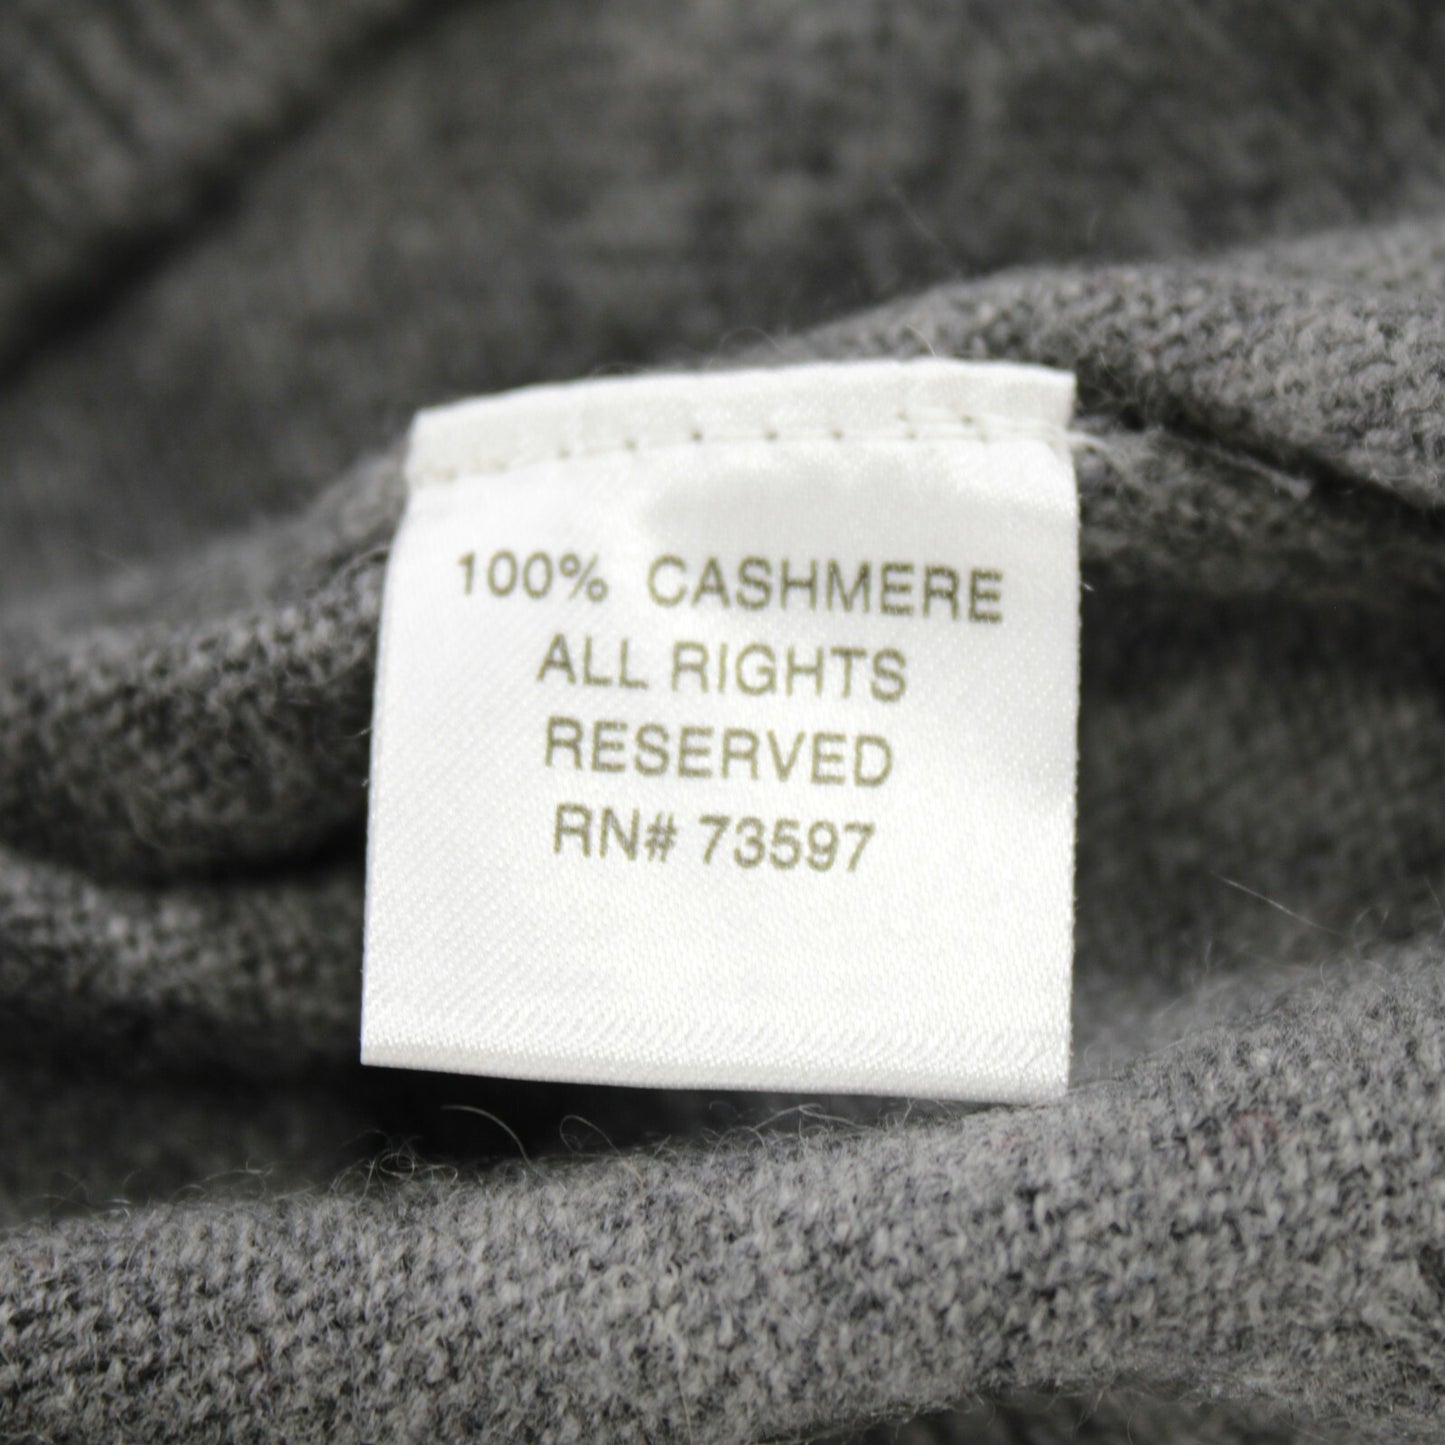 100% CASHMERE
ALL RIGHTS
RESERVED
RN# 73597